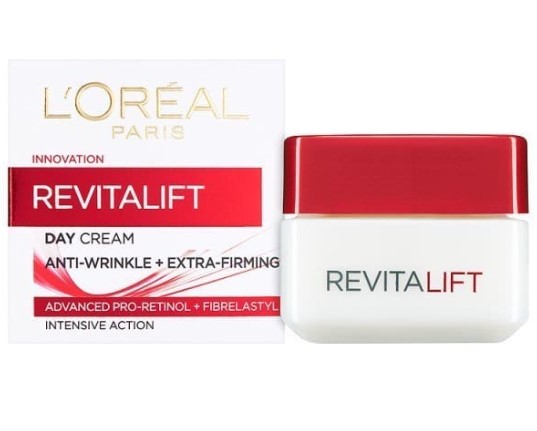 L'ORÉAL
PARIS
INNOVATION
REVITALIFT
DAY CREAM
ANTI-WRINKLE + EXTRA-FIRMING
ADVANCED PRO-RETINOL + FIBRELASTYL
INTENSIVE ACTION
REVITALIFT